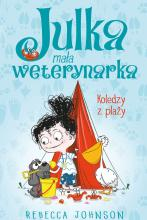 Julka
mała
weterynarka
Koledzy
z plaży
REBECCA JOHNSON